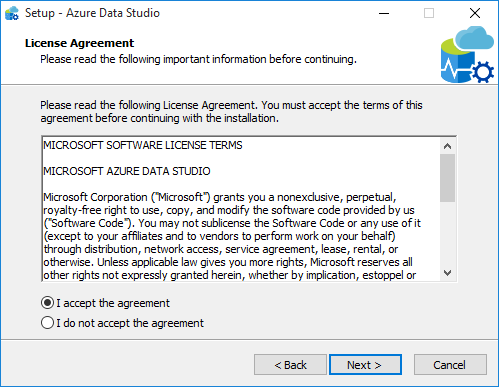 Setup - Azure Data Studio
License Agreement
Please read the following important information before continuing.
Please read the following License Agreement. You must accept the terms of this
agreement before continuing with the installation.
MICROSOFT SOFTWARE LICENSE TERMS
MICROSOFT AZURE DATA STUDIO
Microsoft Corporation ("Microsoft") grants you a nonexclusive, perpetual,
royalty-free right to use, copy, and modify the software code provided by us
("Software Code"). You may not sublicense the Software Code or any use of it
(except to your affiliates and to vendors to perform work on your behalf)
through distribution, network access, service agreement, lease, rental, or
otherwise. Unless applicable law gives you more rights, Microsoft reserves all
other rights not expressly granted herein, whether by implication, estoppel or
I accept the agreement
I do not accept the agreement
< Back
Next >
Cancel